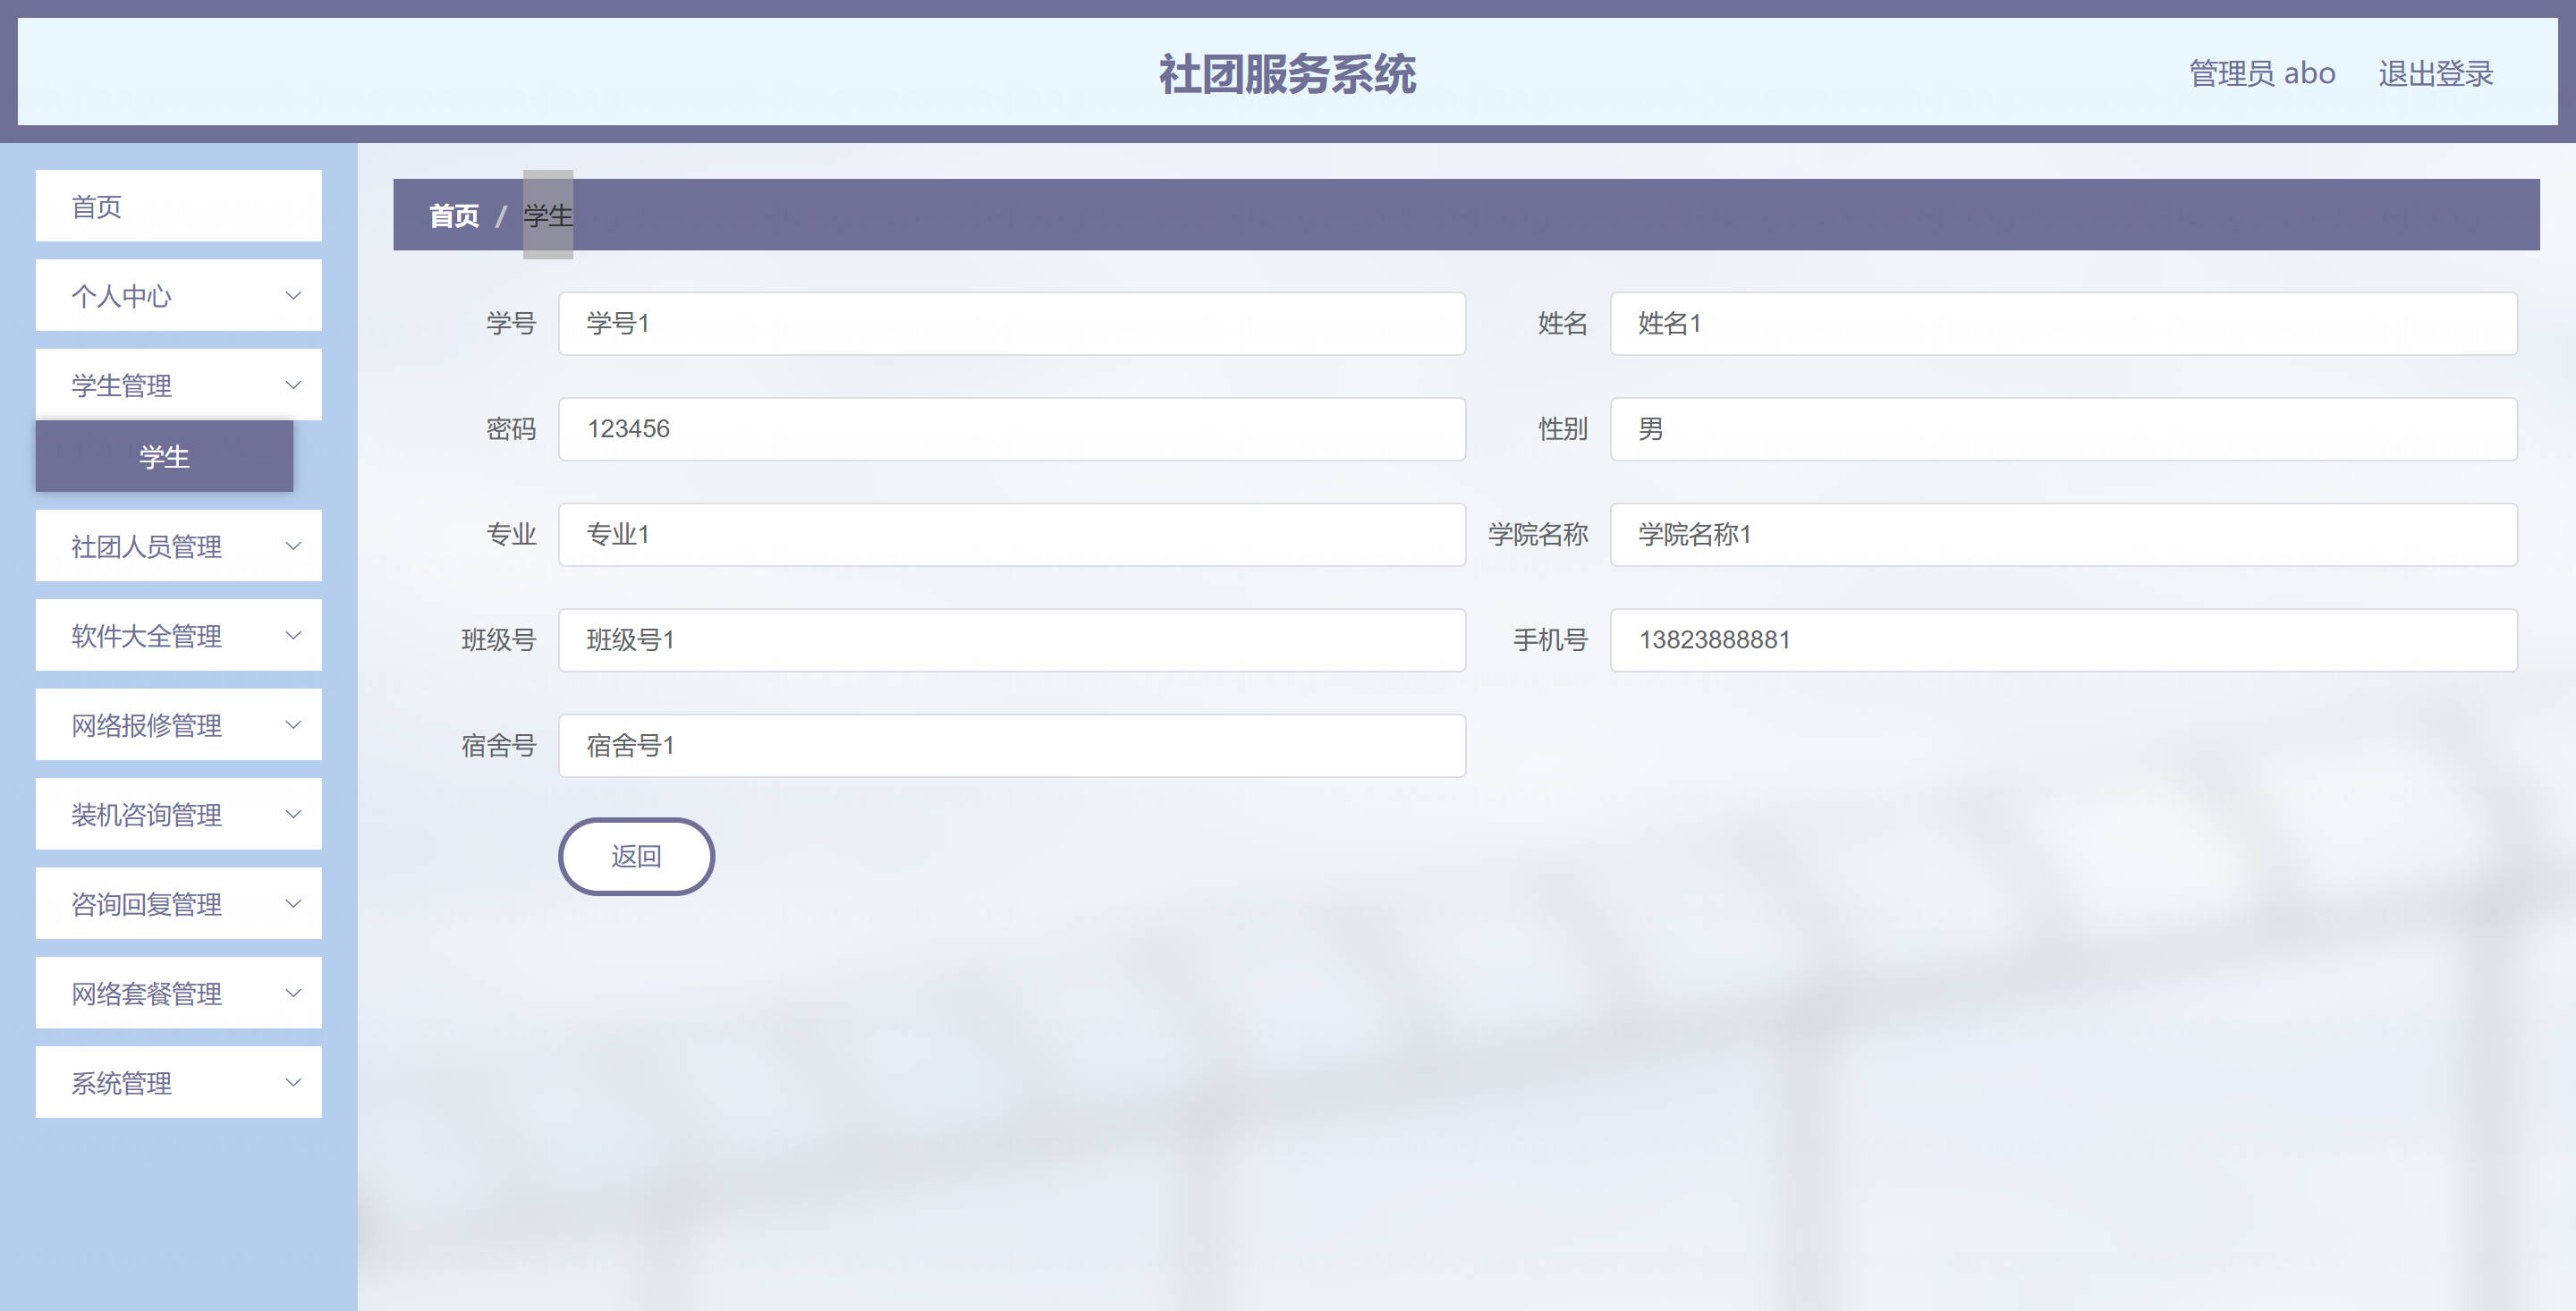 社团服务系统
管理员 abo
退出登录
首页
个人中心
学生管理
学生
社团人员管理
软件大全管理
网络报修管理
装机咨询管理
咨询回复管理
网络套餐管理
系统管理
首页 / 学生
学号 学号1
姓名 姓名1
密码 123456
性别 男
专业 专业1
学院名称 学院名称1
班级号 班级号1
手机号 13823888881
宿舍号 宿舍号1
返回